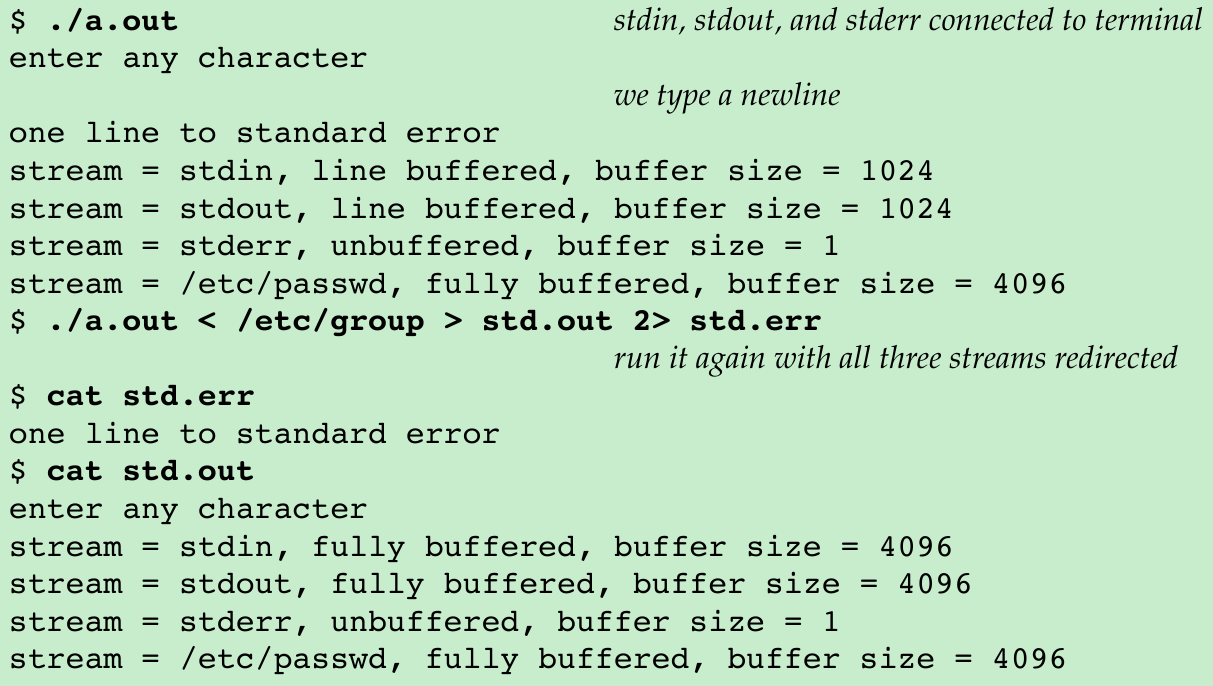 $ ./a.out stdin, stdout, and stderr connected to terminal
enter any character
we type a newline
one line to standard error
stream = stdin, line buffered, buffer size = 1024
stream = stdout, line buffered, buffer size = 1024
stream = stderr, unbuffered, buffer size = 1
stream = /etc/passwd, fully buffered, buffer size = 4096
$ ./a.out < /etc/group > std.out 2> std.err
run it again with all three streams redirected
$ cat std.err
one line to standard error
$ cat std.out
enter any character
stream = stdin, fully buffered, buffer size = 4096
stream = stdout, fully buffered, buffer size = 4096
stream = stderr, unbuffered, buffer size = 1
stream = /etc/passwd, fully buffered, buffer size = 4096